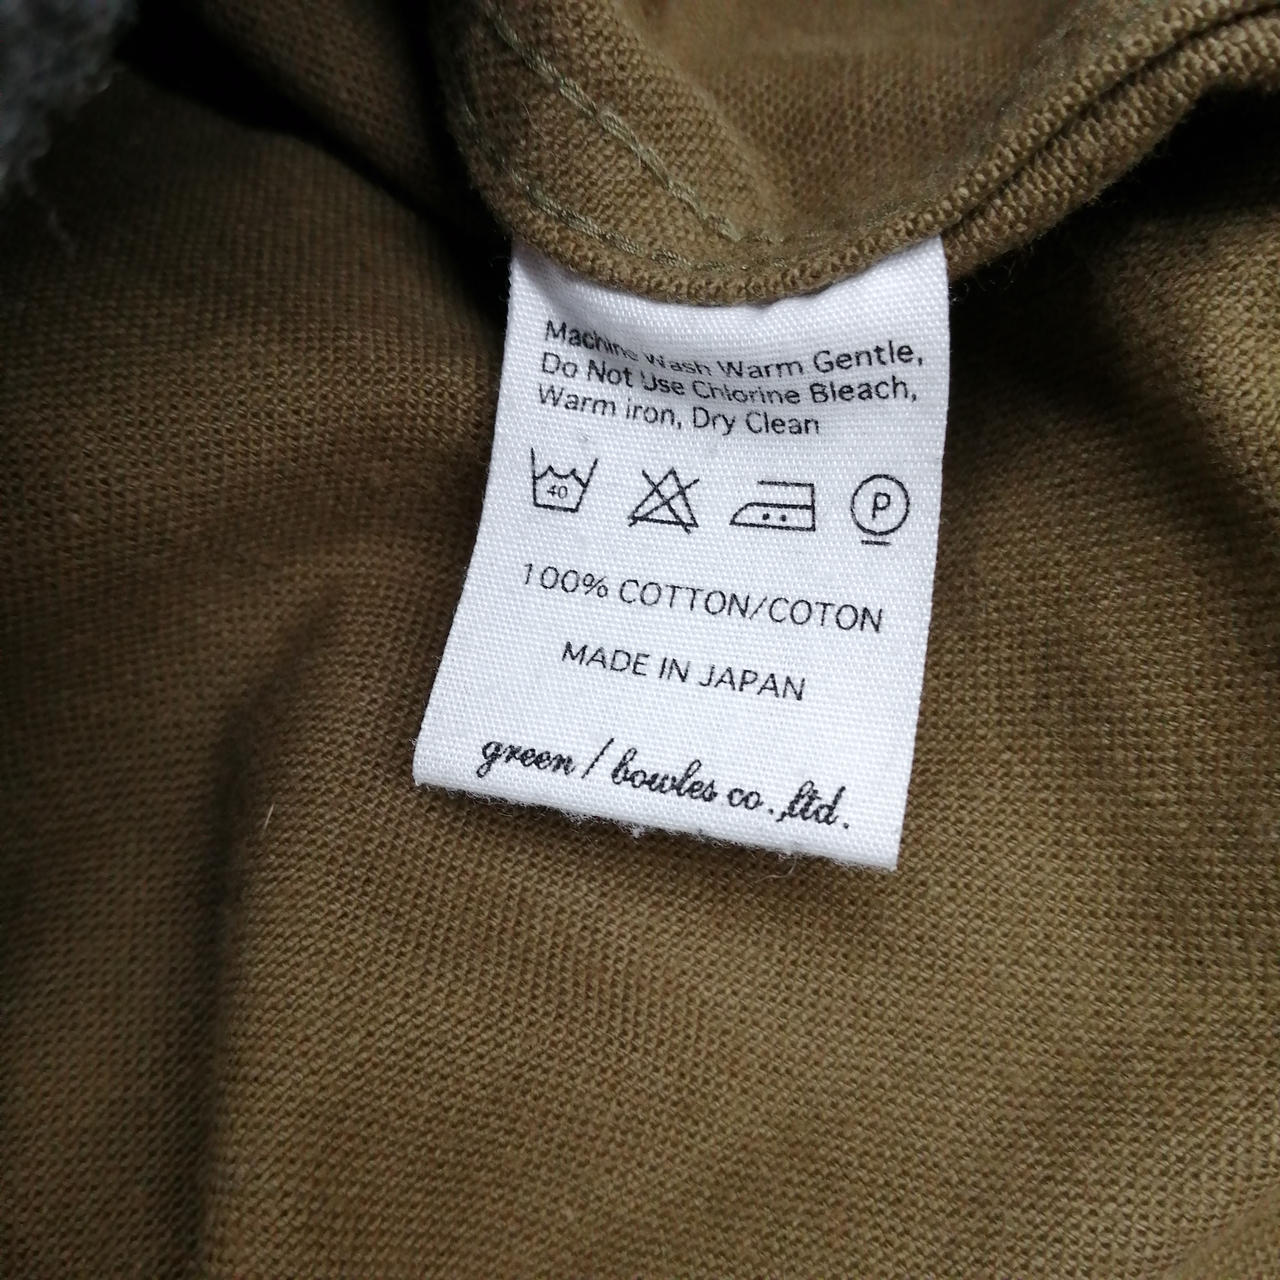 Machine Wash Warm Gentle,
Do Not Use Chlorine Bleach,
Warm iron, Dry Clean
40 P
100% COTTON/COTON
MADE IN JAPAN
green / bowles co.,ltd.